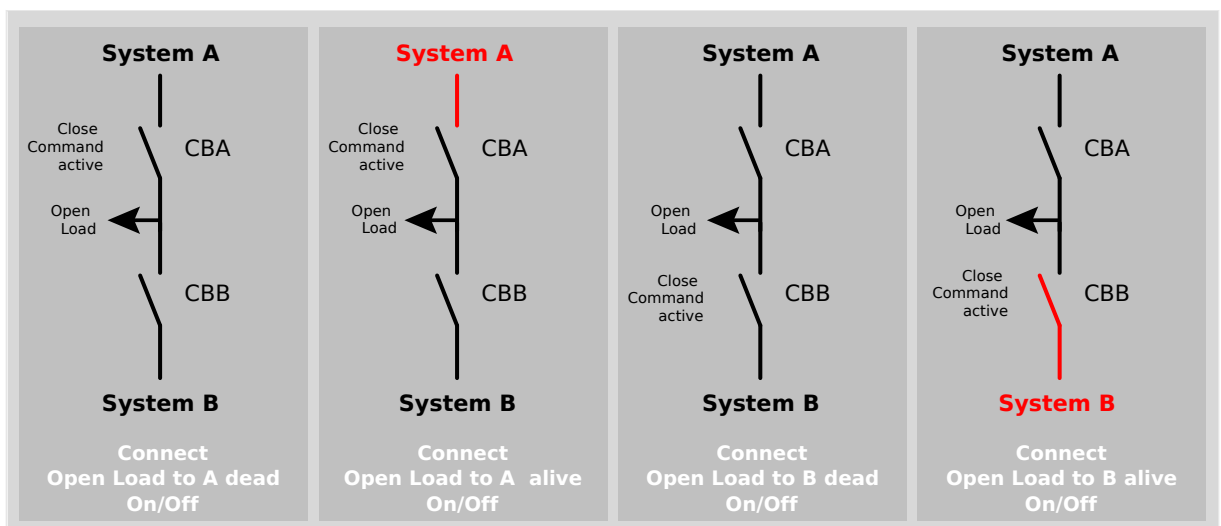 System A
Close
Command
active
CBA
Open
Load
CBB
System B
Connect
Open Load to A dead
On/Off
System A
Close
Command
active
CBA
Open
Load
CBB
System B
Connect
Open Load to A alive
On/Off
System A
CBA
Open
Load
Close
Command
active
CBB
System B
Connect
Open Load to B dead
On/Off
System A
CBA
Open
Load
Close
Command
active
CBB
System B
Connect
Open Load to B alive
On/Off